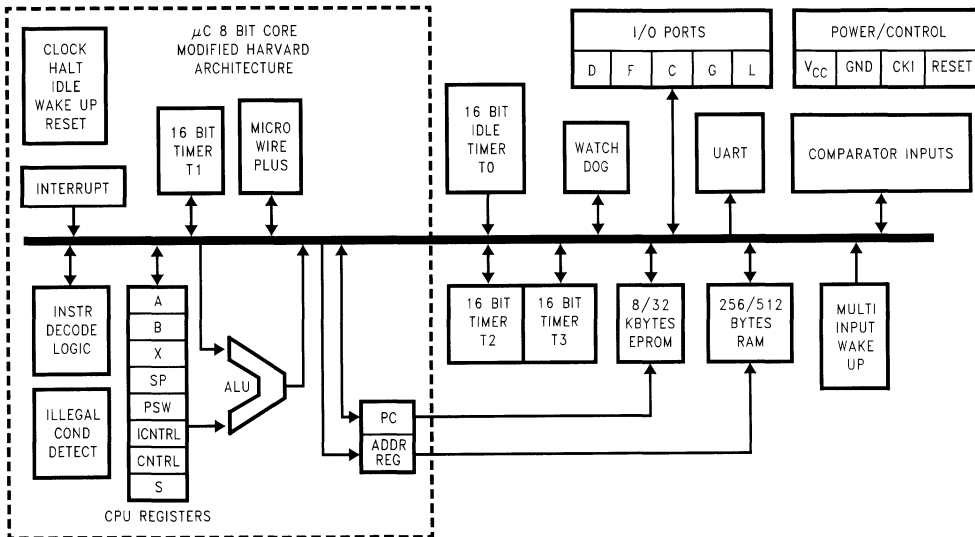 CLOCK
HALT
IDLE
WAKE UP
RESET
μC 8 BIT CORE
MODIFIED HARVARD
ARCHITECTURE
INTERRUPT
16 BIT
TIMER
T1
MICRO
WIRE
PLUS
16 BIT
IDLE
TIMER
T0
WATCH
DOG
I/O PORTS
D F C G L
UART
POWER/CONTROL
VCC GND CKI RESET
COMPARATOR INPUTS
INSTR
DECODE
LOGIC
ILLEGAL
COND
DETECT
A
B
X
SP
PSW
ICNTRL
CNTRL
S
CPU REGISTERS
ALU
PC
ADDR
REG
16 BIT
TIMER
T2
16 BIT
TIMER
T3
8/32
KBYTES
EPROM
256/512
BYTES
RAM
MULTI
INPUT
WAKE
UP